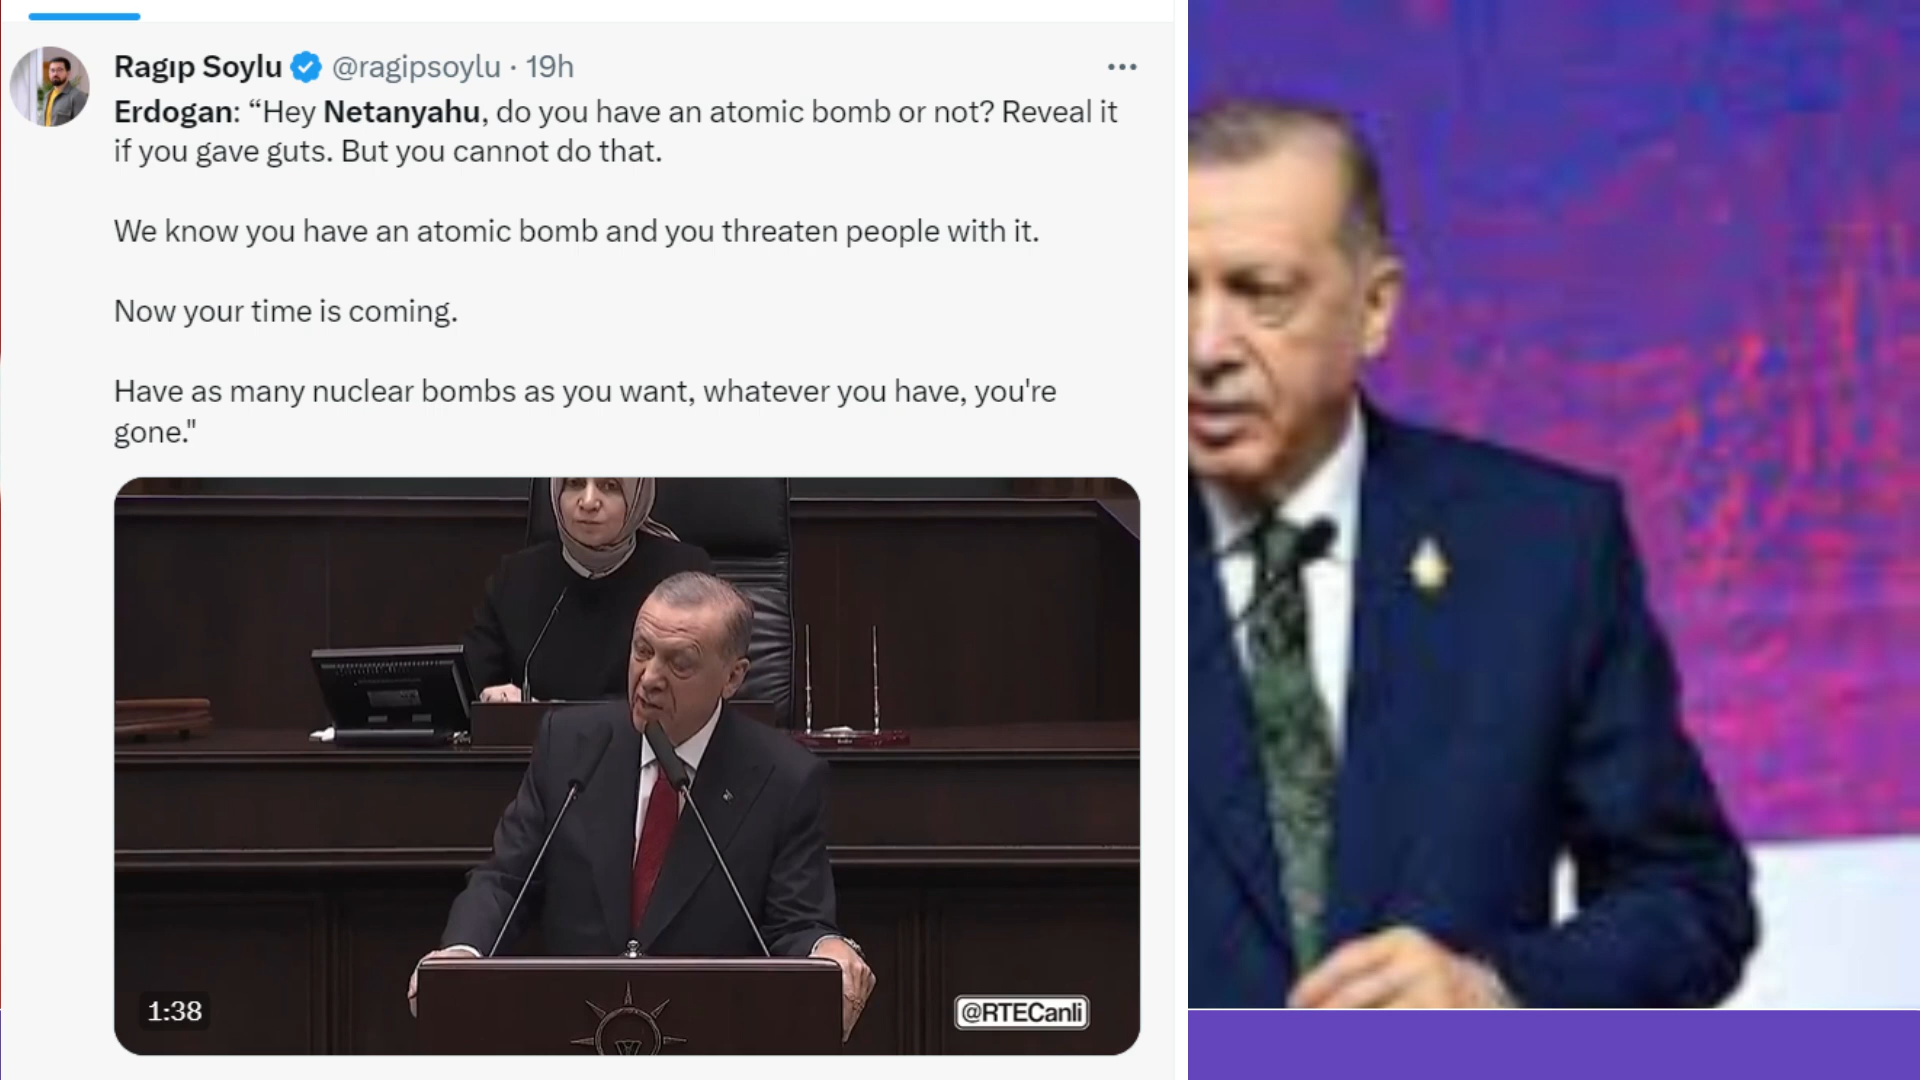 Ragıp Soylu @ragipsoylu · 19h
Erdogan: “Hey Netanyahu, do you have an atomic bomb or not? Reveal it
if you gave guts. But you cannot do that.
We know you have an atomic bomb and you threaten people with it.
Now your time is coming.
Have as many nuclear bombs as you want, whatever you have, you're
gone."
1:38
@RTECanli